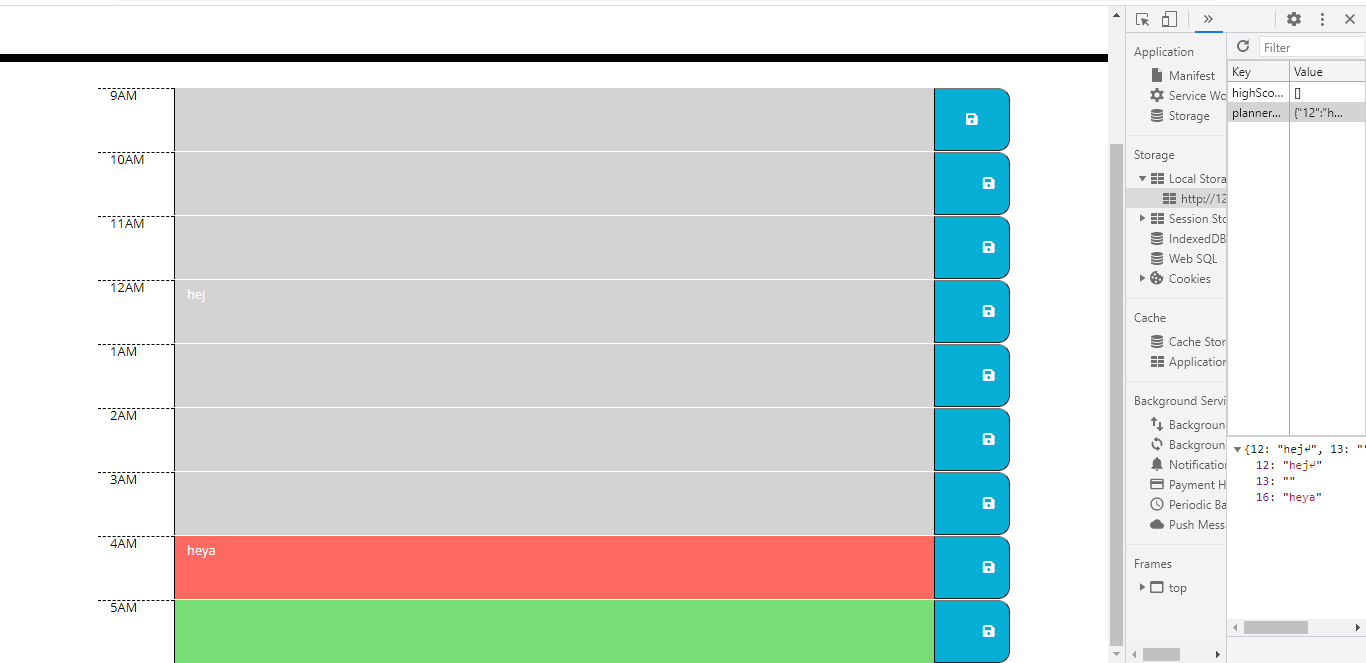 9AM
10AM
11AM
12AM
hej
1AM
2AM
3AM
4AM
heya
5AM
Application
Manifest
Service Wo
Storage
Storage
Local Stora
http://12
Session Sto
IndexedDB
Web SQL
Cookies
Cache
Cache Stor
Application
Background Servi
Backgroun
Backgroun
Notification
Payment H
Periodic Ba
Push Mess
Frames
top
Filter
Key Value
highSco... []
planner... {"12":"h...
{12: "hej↵", 13: ""
12: "hej↵"
13: ""
16: "heya"